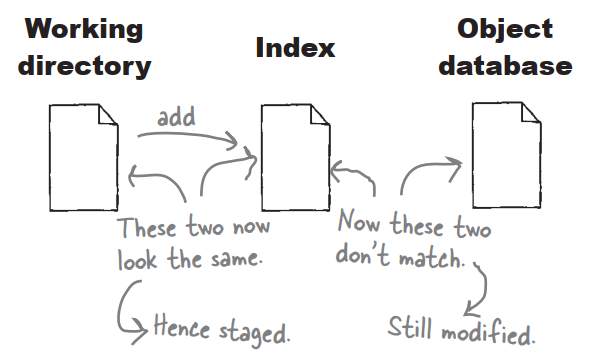 Working
directory
Index
Object
database
add
These two now
look the same.
Now these two
don't match.
Hence staged.
Still modified.